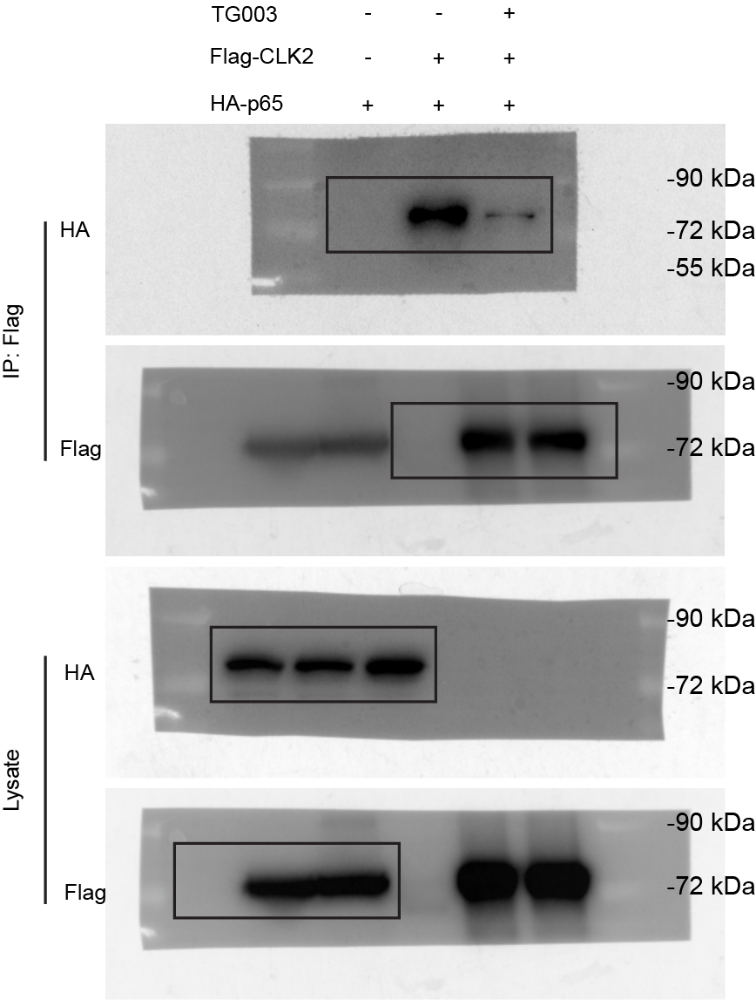 TG003 - - +
Flag-CLK2 - + +
HA-p65 + + +
IP: Flag
HA
-90 kDa
-72 kDa
-55 kDa
Flag
-90 kDa
-72 kDa
Lysate
HA
-90 kDa
-72 kDa
Flag
-90 kDa
-72 kDa